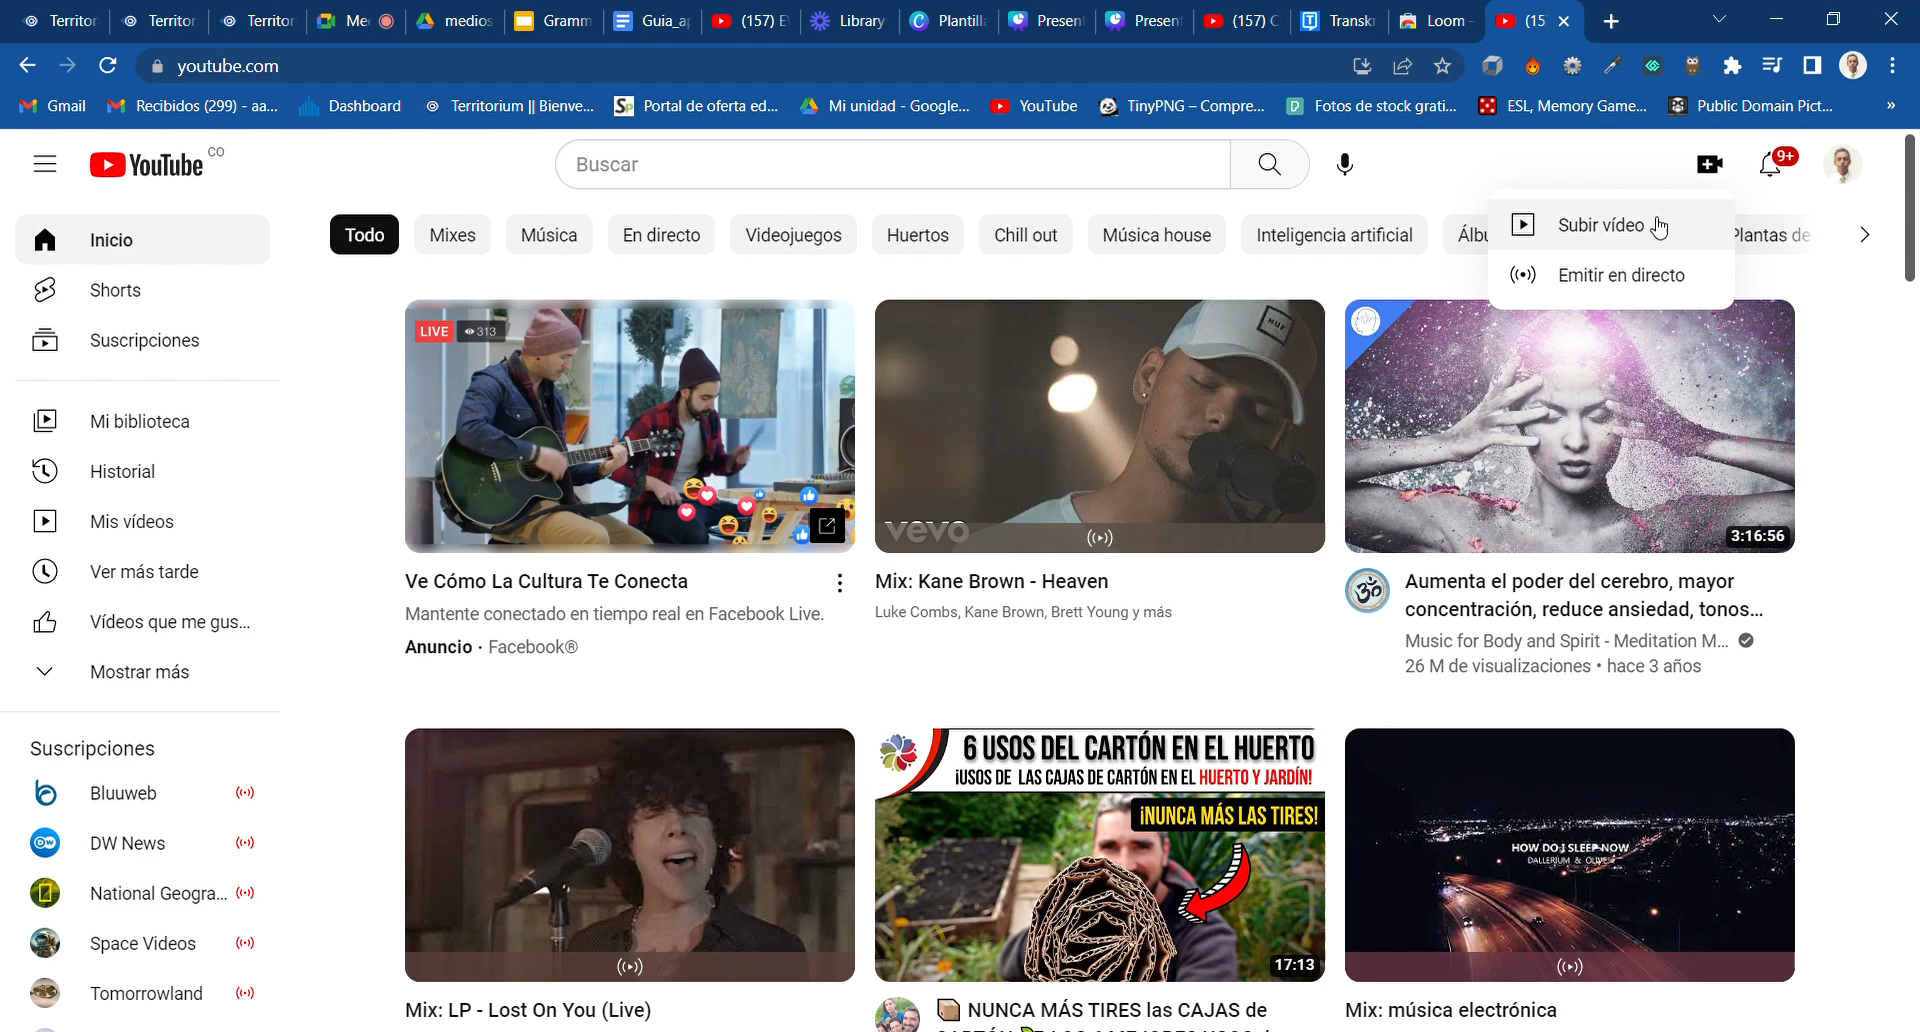 Territor
Territor
Territor
Me
medios
Gramm
Guia_a
(157) E
Library
Plantill
Present
Present
(157) C
Transk
Loom -
(15
youtube.com
Gmail
Recibidos (299) - aa...
Dashboard
Territorium || Bienve...
Portal de oferta ed...
Mi unidad - Google...
YouTube
TinyPNG – Compre...
Fotos de stock grati...
ESL, Memory Game...
Public Domain Pict...
»
YouTube CO
Buscar
9+
Inicio
Shorts
Suscripciones
Mi biblioteca
Historial
Mis vídeos
Ver más tarde
Vídeos que me gus...
Mostrar más
Suscripciones
Bluuweb
DW News
National Geogra...
Space Videos
Tomorrowland
Todo
Mixes
Música
En directo
Videojuegos
Huertos
Chill out
Música house
Inteligencia artificial
Álbu
Plantas de
Subir vídeo
Emitir en directo
LIVE 313
Ve Cómo La Cultura Te Conecta
Mantente conectado en tiempo real en Facebook Live.
Anuncio · Facebook®
HUF
vevo
Mix: Kane Brown - Heaven
Luke Combs, Kane Brown, Brett Young y más
3:16:56
Aumenta el poder del cerebro, mayor
concentración, reduce ansiedad, tonos...
Music for Body and Spirit - Meditation M...
26 M de visualizaciones • hace 3 años
Mix: LP - Lost On You (Live)
6 USOS DEL CARTÓN EN EL HUERTO
¡USOS DE LAS CAJAS DE CARTÓN EN EL HUERTO Y JARDÍN!
¡NUNCA MÁS LAS TIRES!
17:13
NUNCA MÁS TIRES las CAJAS de
HOW DO I SLEEP NOW
DALLERIUM & OLIVES
Mix: música electrónica